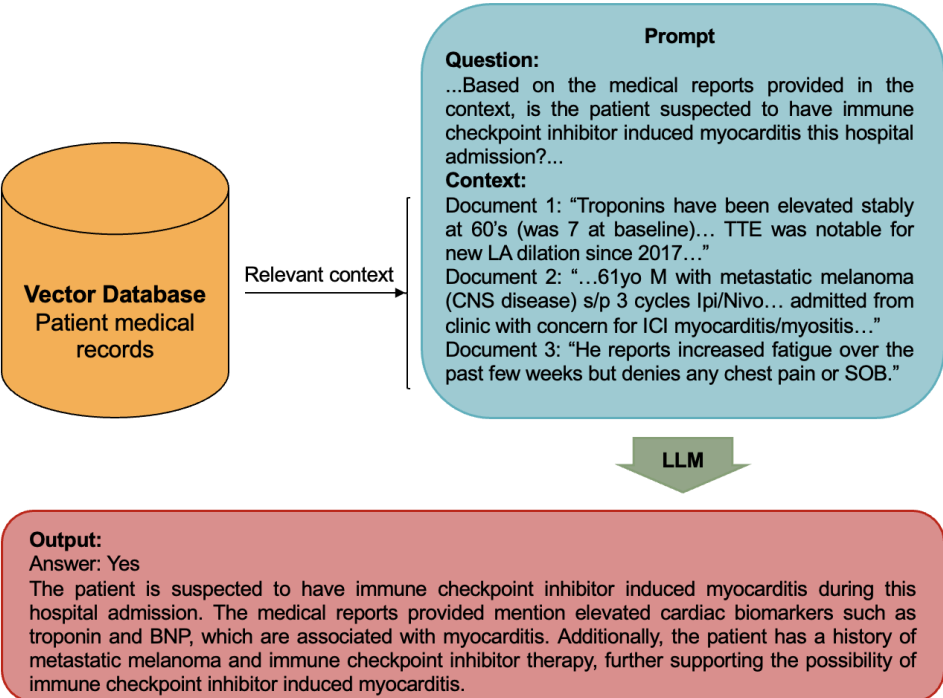 Vector Database
Patient medical
records
Relevant context
Prompt
Question:
...Based on the medical reports provided in the
context, is the patient suspected to have immune
checkpoint inhibitor induced myocarditis this hospital
admission?...
Context:
Document 1: “Troponins have been elevated stably
at 60’s (was 7 at baseline)… TTE was notable for
new LA dilation since 2017…”
Document 2: “…61yo M with metastatic melanoma
(CNS disease) s/p 3 cycles Ipi/Nivo… admitted from
clinic with concern for ICI myocarditis/myositis…”
Document 3: “He reports increased fatigue over the
past few weeks but denies any chest pain or SOB.”
LLM
Output:
Answer: Yes
The patient is suspected to have immune checkpoint inhibitor induced myocarditis during this
hospital admission. The medical reports provided mention elevated cardiac biomarkers such as
troponin and BNP, which are associated with myocarditis. Additionally, the patient has a history of
metastatic melanoma and immune checkpoint inhibitor therapy, further supporting the possibility of
immune checkpoint inhibitor induced myocarditis.